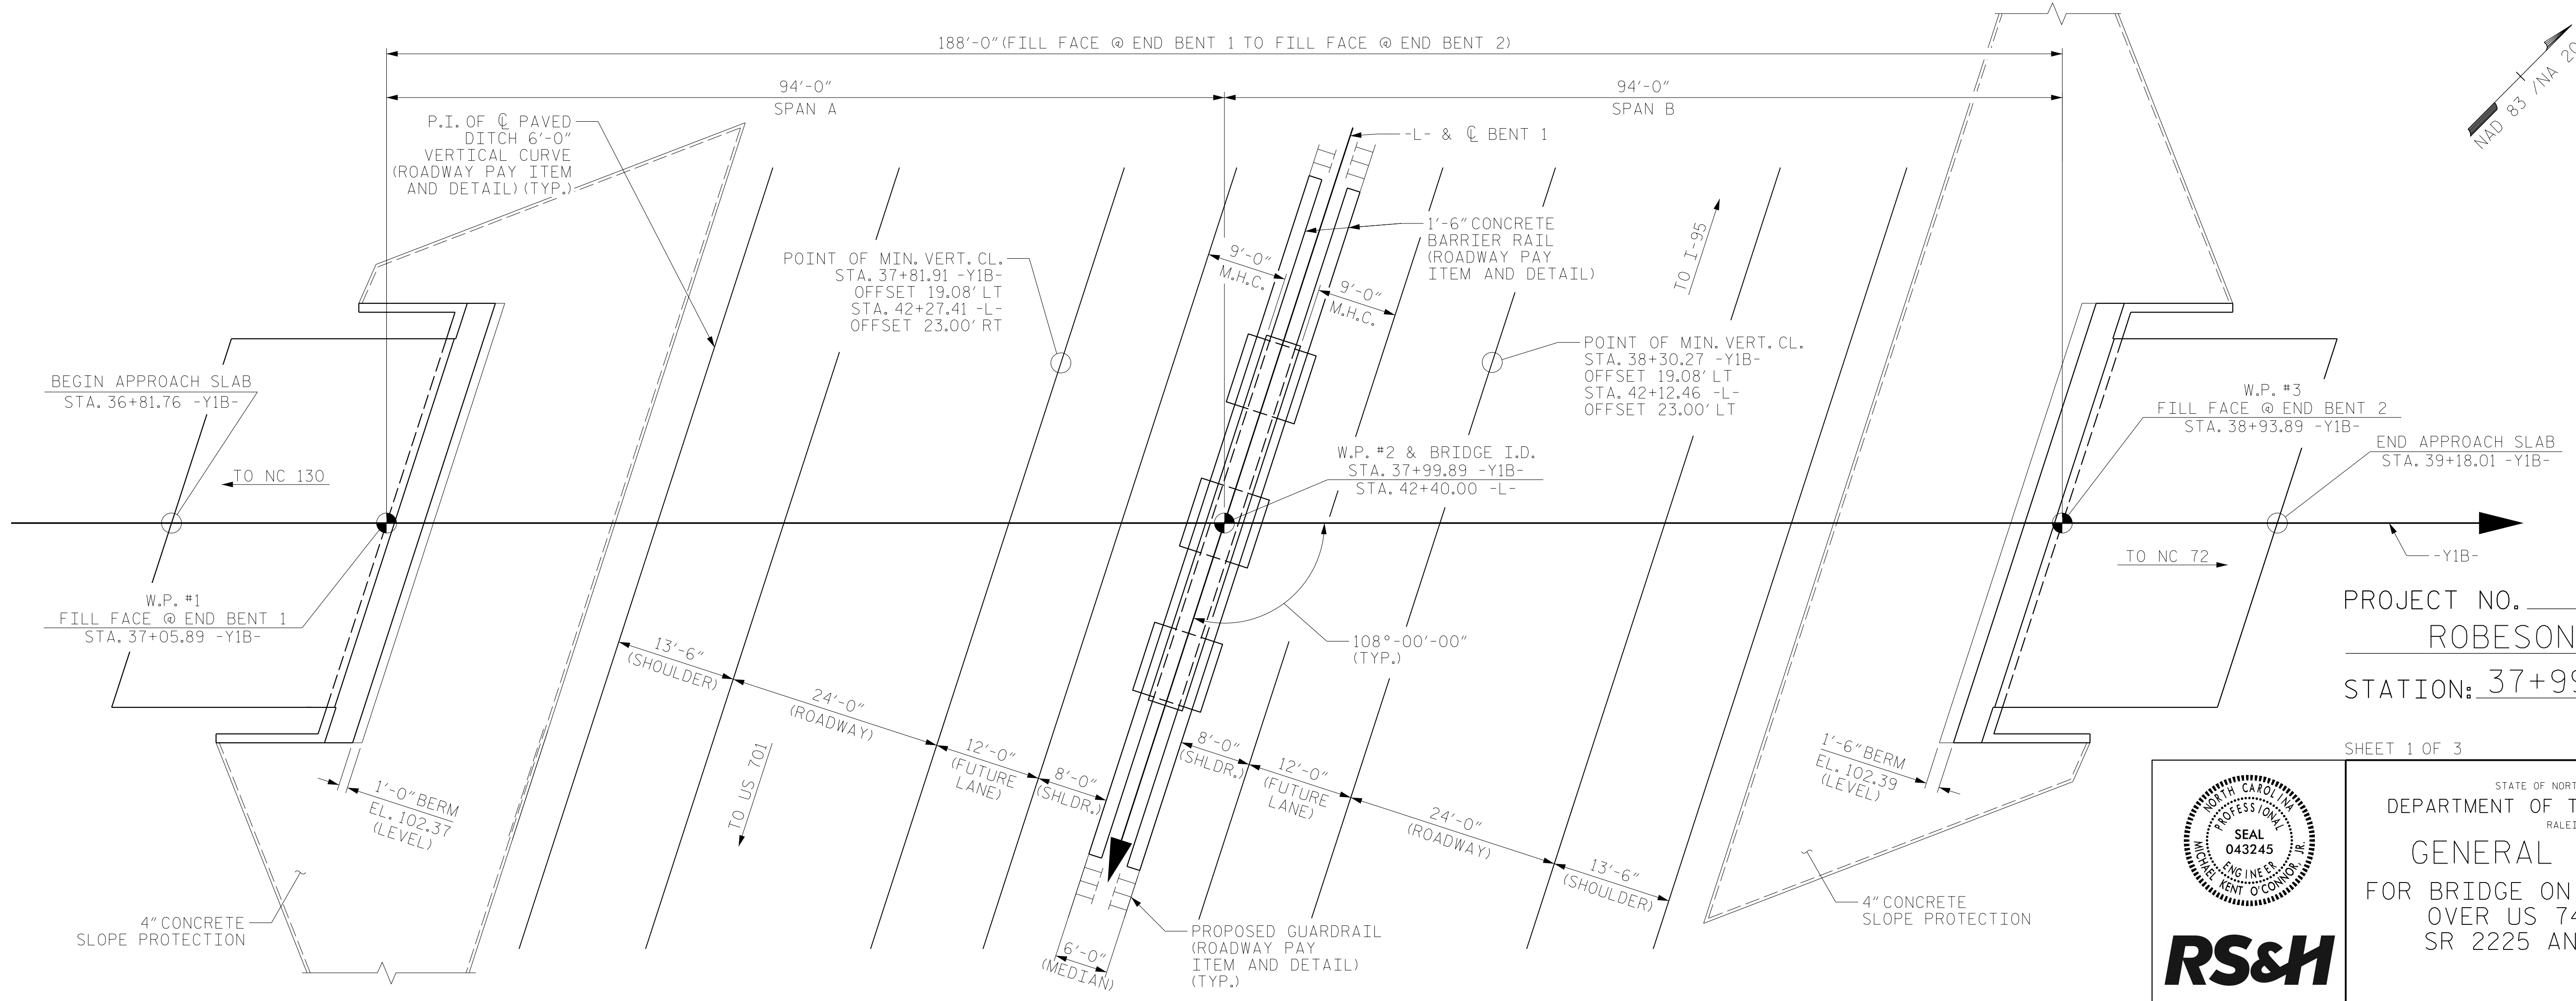 188'-0" (FILL FACE @ END BENT 1 TO FILL FACE @ END BENT 2)
94'-0"
SPAN A
94'-0"
SPAN B
NAD 83 /NA 20
P.I. OF ℄ PAVED
DITCH 6'-0"
VERTICAL CURVE
(ROADWAY PAY ITEM
AND DETAIL) (TYP.)
-L- & ℄ BENT 1
1'-6" CONCRETE
BARRIER RAIL
(ROADWAY PAY
ITEM AND DETAIL)
TO I-95
9'-0"
M.H.C.
9'-0"
M.H.C.
POINT OF MIN. VERT. CL.
STA. 37+81.91 -Y1B-
OFFSET 19.08' LT
STA. 42+27.41 -L-
OFFSET 23.00' RT
POINT OF MIN. VERT. CL.
STA. 38+30.27 -Y1B-
OFFSET 19.08' LT
STA. 42+12.46 -L-
OFFSET 23.00' LT
BEGIN APPROACH SLAB
STA. 36+81.76 -Y1B-
W.P. #3
FILL FACE @ END BENT 2
STA. 38+93.89 -Y1B-
END APPROACH SLAB
STA. 39+18.01 -Y1B-
W.P. #2 & BRIDGE I.D.
STA. 37+99.89 -Y1B-
STA. 42+40.00 -L-
TO NC 130
TO NC 72
-Y1B-
W.P. #1
FILL FACE @ END BENT 1
STA. 37+05.89 -Y1B-
108°-00'-00"
(TYP.)
13'-6"
(SHOULDER)
24'-0"
(ROADWAY)
12'-0"
(FUTURE
LANE)
8'-0"
(SHLDR.)
8'-0"
(SHLDR.)
12'-0"
(FUTURE
LANE)
24'-0"
(ROADWAY)
13'-6"
(SHOULDER)
TO US 701
1'-0" BERM
EL. 102.37
(LEVEL)
1'-6" BERM
EL. 102.39
(LEVEL)
4" CONCRETE
SLOPE PROTECTION
4" CONCRETE
SLOPE PROTECTION
6'-0"
(MEDIAN)
PROPOSED GUARDRAIL
(ROADWAY PAY
ITEM AND DETAIL)
(TYP.)
PROJECT NO.
ROBESON
STATION: 37+99
SHEET 1 OF 3
NORTH CAROLINA
PROFESSIONAL
SEAL
043245
ENGINEER
MICHAEL KENT O'CONNOR, JR.
RS&H
STATE OF NORT
DEPARTMENT OF T
RALEI
GENERAL
FOR BRIDGE ON
OVER US 74
SR 2225 AN